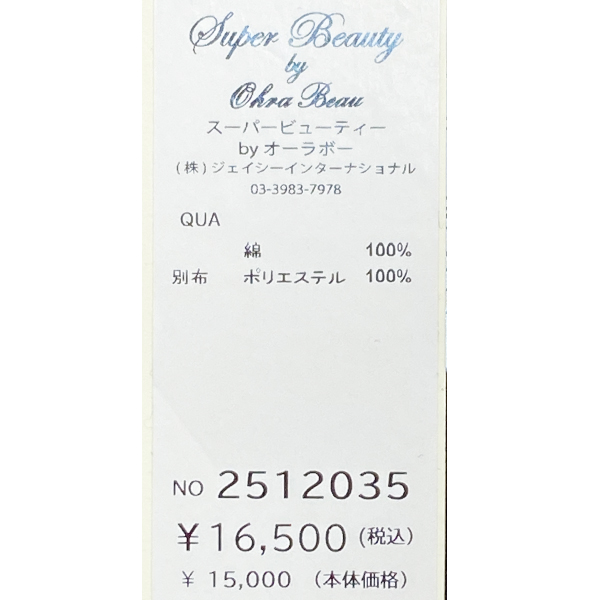 Super Beauty
by
Ohra Beau
スーパービューティー
by オーラボー
(株)ジェイシーインターナショナル
03-3983-7978
QUA
綿 100%
別布 ポリエステル 100%
NO 2512035
¥16,500(税込)
¥ 15,000 (本体価格)